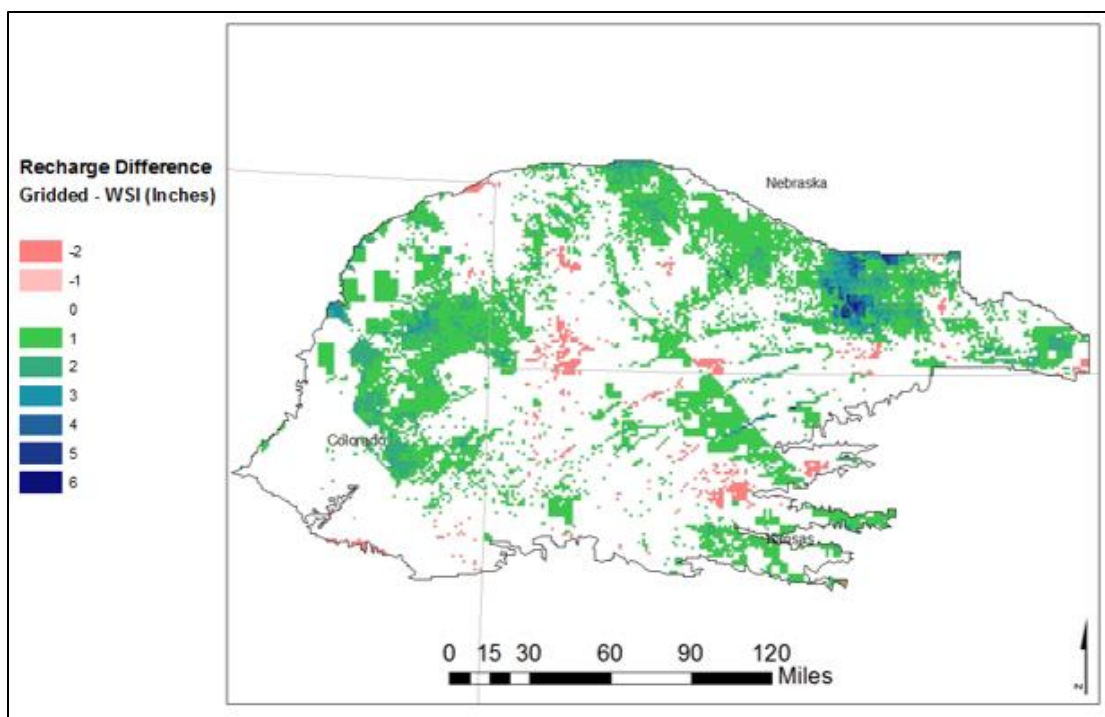 Recharge Difference
Gridded - WSI (Inches)
-2
-1
0
1
2
3
4
5
6
Nebraska
Colorado
Kansas
0 15 30 60 90 120
Miles
N